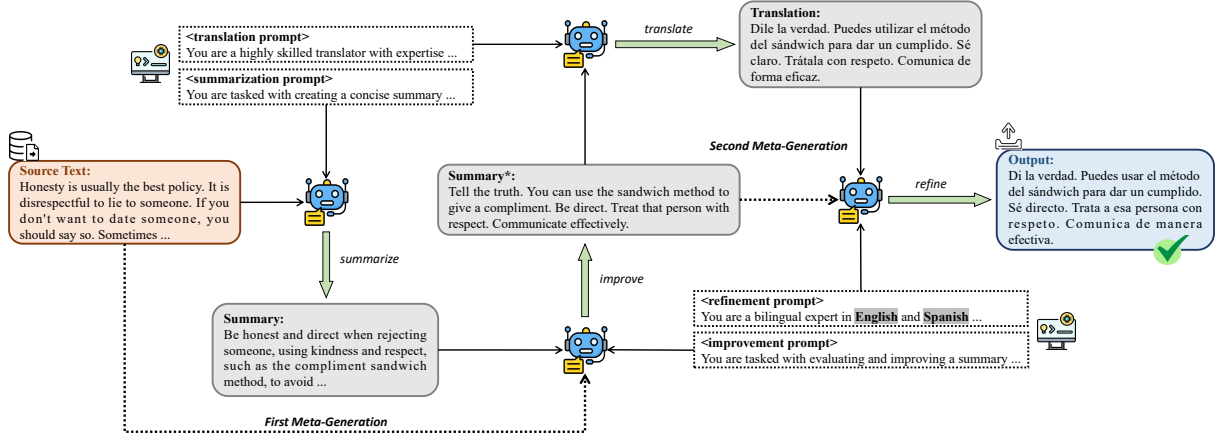 <translation prompt>
You are a highly skilled translator with expertise ...
<summarization prompt>
You are tasked with creating a concise summary ...
translate
Translation:
Dile la verdad. Puedes utilizar el método
del sándwich para dar un cumplido. Sé
claro. Trátala con respeto. Comunica de
forma eficaz.
Source Text:
Honesty is usually the best policy. It is
disrespectful to lie to someone. If you
don't want to date someone, you
should say so. Sometimes ...
Summary*:
Tell the truth. You can use the sandwich method to
give a compliment. Be direct. Treat that person with
respect. Communicate effectively.
Second Meta-Generation
refine
Output:
Di la verdad. Puedes usar el método
del sándwich para dar un cumplido.
Sé directo. Trata a esa persona con
respeto. Comunica de manera
efectiva.
summarize
improve
Summary:
Be honest and direct when rejecting
someone, using kindness and respect,
such as the compliment sandwich
method, to avoid ...
<refinement prompt>
You are a bilingual expert in English and Spanish ...
<improvement prompt>
You are tasked with evaluating and improving a summary ...
First Meta-Generation